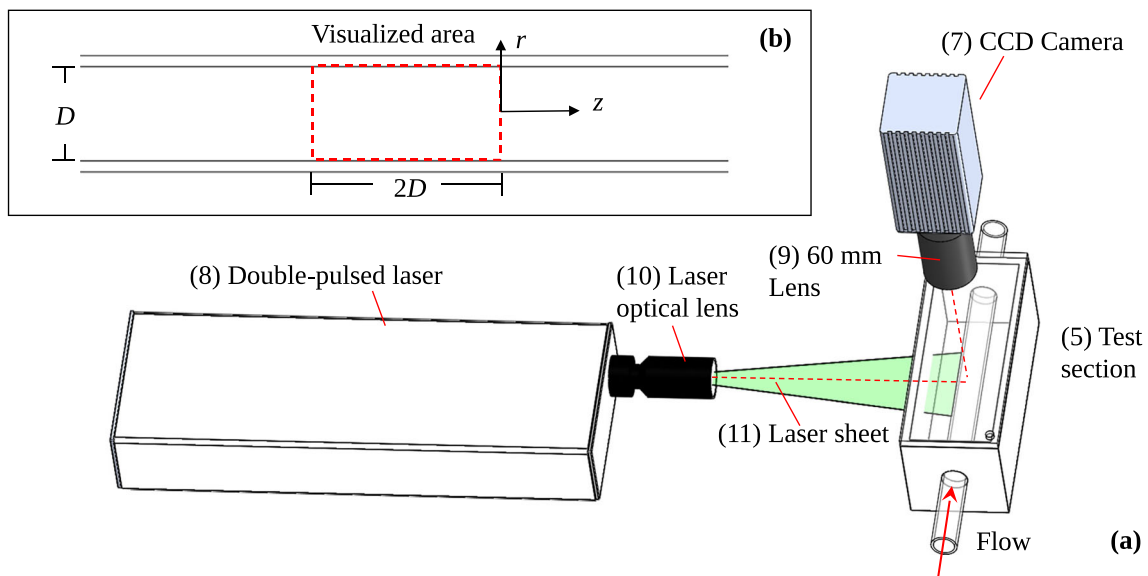 Visualized area
r
(b)
D
z
2D
(7) CCD Camera
(9) 60 mm
Lens
(8) Double-pulsed laser
(10) Laser
optical lens
(5) Test
section
(11) Laser sheet
Flow
(a)